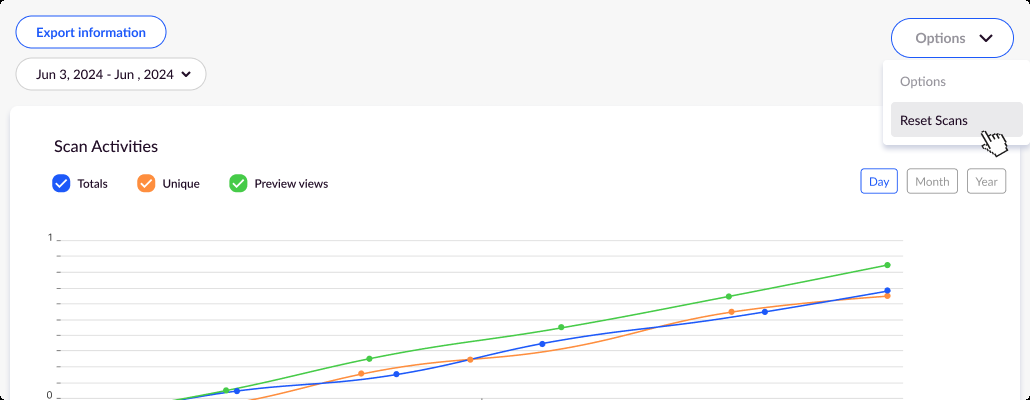 Export information
Options
Jun 3, 2024 - Jun , 2024
Options
Reset Scans
Scan Activities
Totals Unique Preview views
Day Month Year
1
0